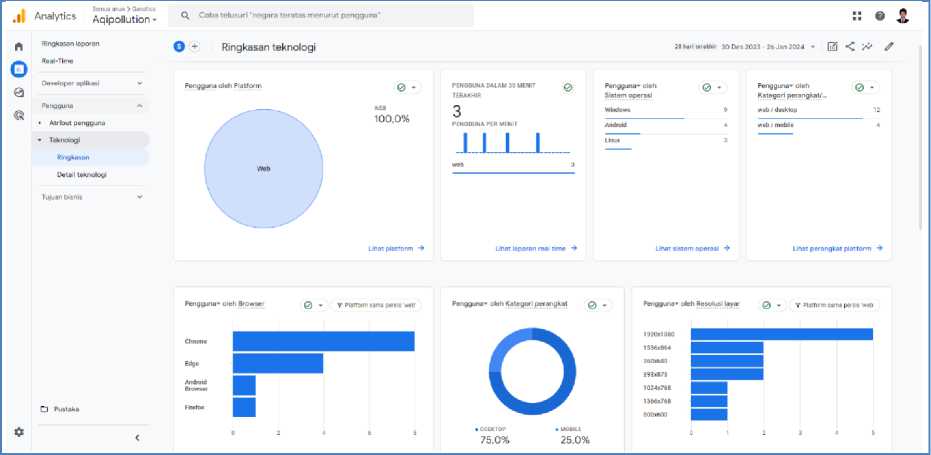 Analytics
Semua akun > Genetics
Aqipollution
Coba telusuri "negara teratas menurut pengguna"
Ringkasan laporan
Real-Time
Developer aplikasi
Pengguna
Atribut pengguna
Teknologi
Ringkasan
Detail teknologi
Tujuan bisnis
Pustaka
S
Ringkasan teknologi
28 hari terakhir 30 Des 2023 - 26 Jan 2024
Pengguna oleh Platform
WEB
100,0%
Web
Lihat platform
PENGGUNA DALAM 30 MENIT
TERAKHIR
3
PENGGUNA PER MENIT
web 3
Lihat laporan real time
Pengguna oleh
Sistem operasi
Windows 9
Android 4
Linux 3
Lihat sistem operasi
Pengguna oleh
Kategori perangkat/...
web / desktop 12
web / mobile 4
Lihat perangkat platform
Pengguna oleh Browser
Platform sama persis 'web'
Chrome
Edge
Android
Browser
Firefox
0 2 4 6 8
Pengguna oleh Kategori perangkat
DESKTOP
75.0%
MOBILE
25.0%
Pengguna oleh Resolusi layar
Platform sama persis 'web'
1920x1080
1536x864
360x640
393x873
1024x768
1366x768
600x600
0 1 2 3 4 5